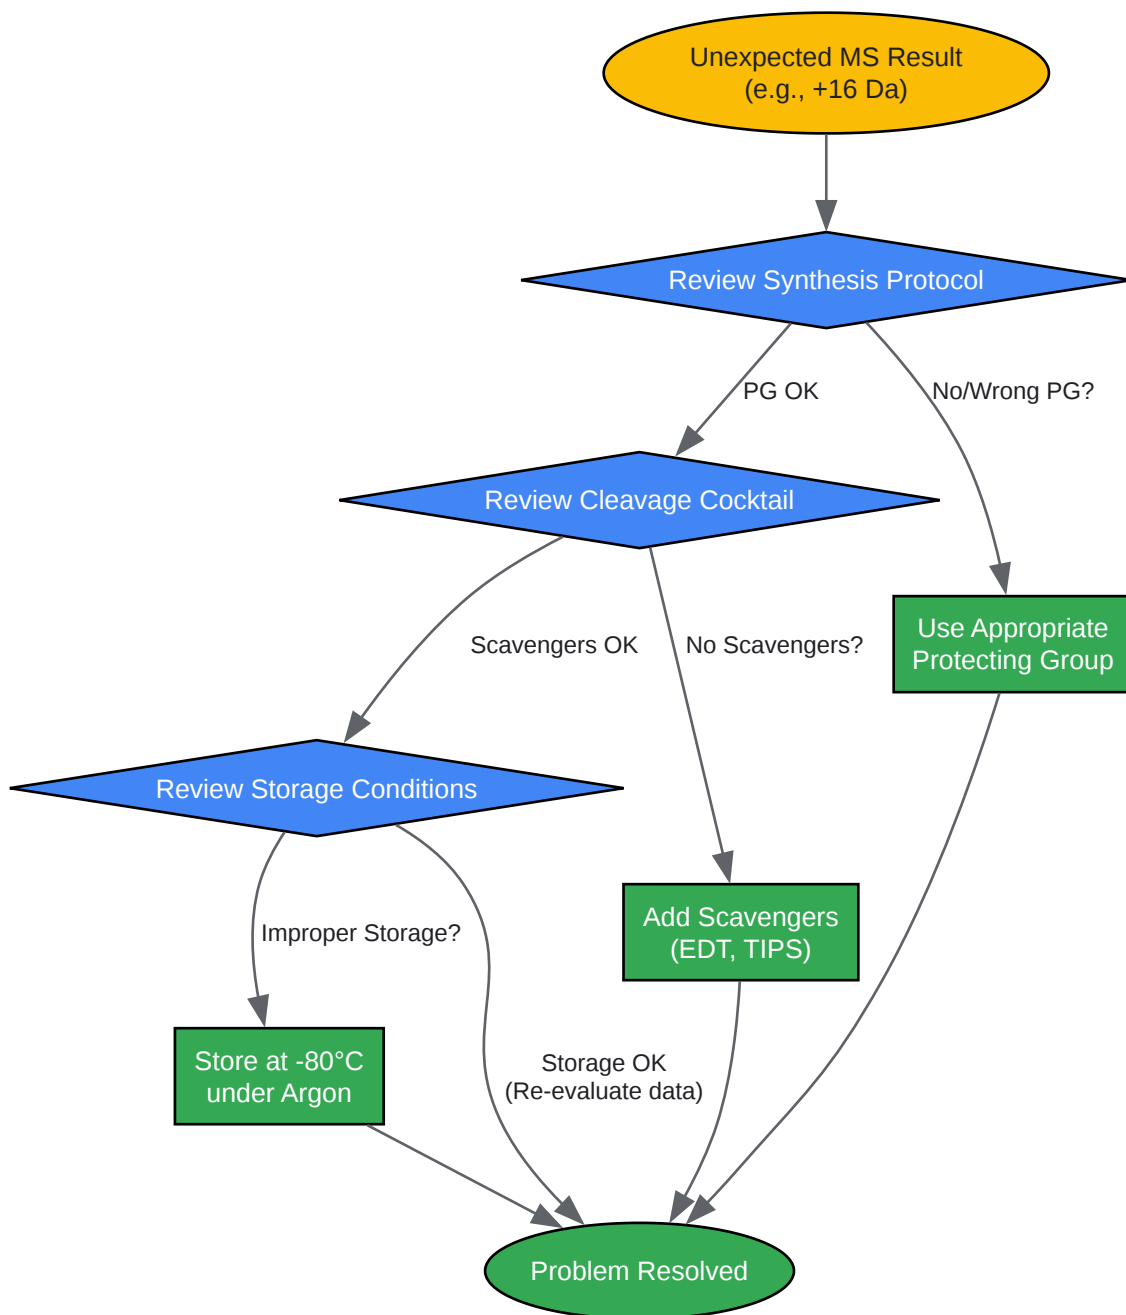 Unexpected MS Result
(e.g., +16 Da)
Review Synthesis Protocol
PG OK
No/Wrong PG?
Review Cleavage Cocktail
Use Appropriate
Protecting Group
Scavengers OK
No Scavengers?
Review Storage Conditions
Add Scavengers
(EDT, TIPS)
Improper Storage?
Store at -80°C
under Argon
Storage OK
(Re-evaluate data)
Problem Resolved